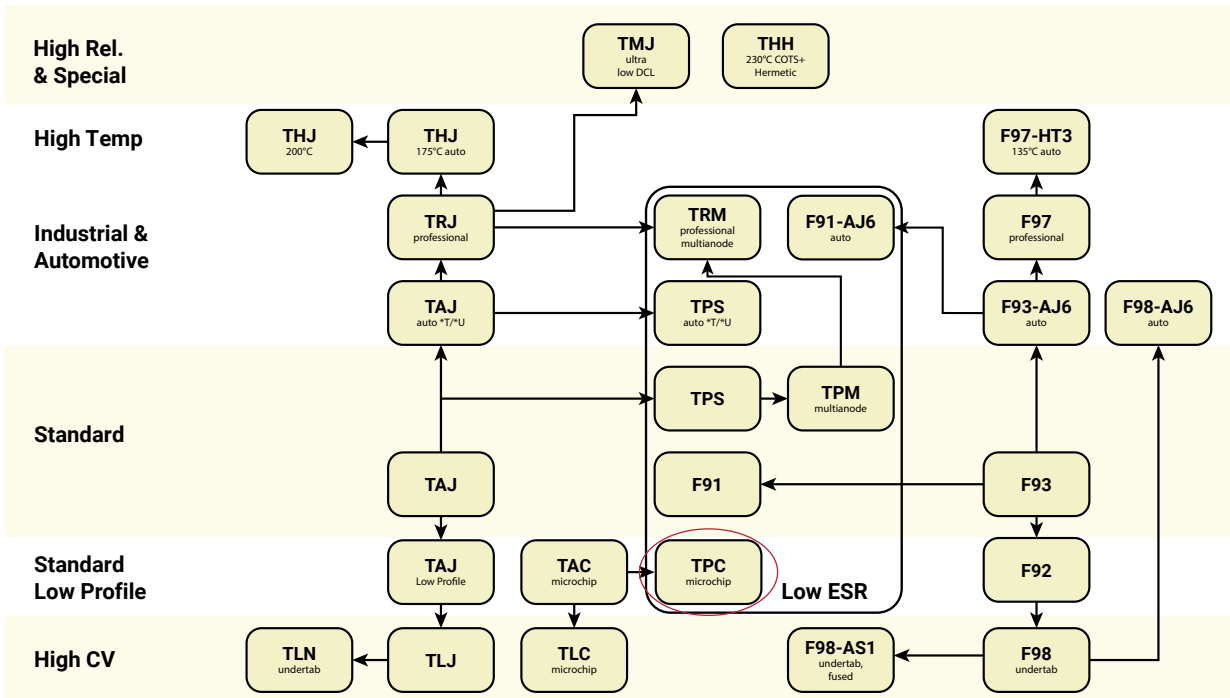 High Rel.
& Special
TMJ
ultra
low DCL
THH
230°C COTS+
Hermetic
High Temp
THJ
200°C
THJ
175°C auto
F97-HT3
135°C auto
Industrial &
Automotive
TRJ
professional
TRM
professional
multianode
F91-AJ6
auto
F97
professional
TAJ
auto *T/*U
TPS
auto *T/*U
F93-AJ6
auto
F98-AJ6
auto
Standard
TPS
TPM
multianode
TAJ
F91
F93
Standard
Low Profile
TAJ
Low Profile
TAC
microchip
TPC
microchip
Low ESR
F92
High CV
TLN
undertab
TLJ
TLC
microchip
F98-AS1
undertab,
fused
F98
undertab